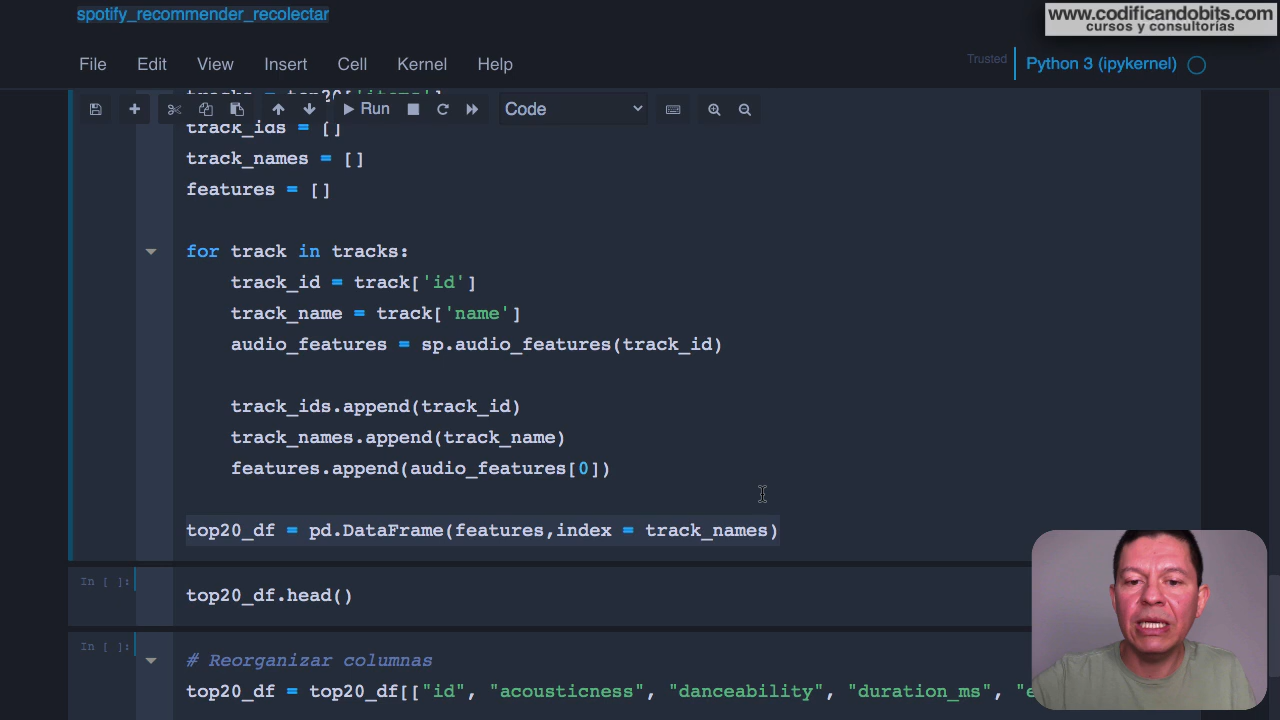 spotify_recommender_recolectar
www.codificandobits.com
cursos y consultorías
File Edit View Insert Cell Kernel Help
Trusted
Python 3 (ipykernel)
Run
Code
track_ids = []
track_names = []
features = []
for track in tracks:
track_id = track['id']
track_name = track['name']
audio_features = sp.audio_features(track_id)
track_ids.append(track_id)
track_names.append(track_name)
features.append(audio_features[0])
top20_df = pd.DataFrame(features,index = track_names)
In [ ]:
top20_df.head()
In [ ]:
# Reorganizar columnas
top20_df = top20_df[["id", "acousticness", "danceability", "duration_ms", "e